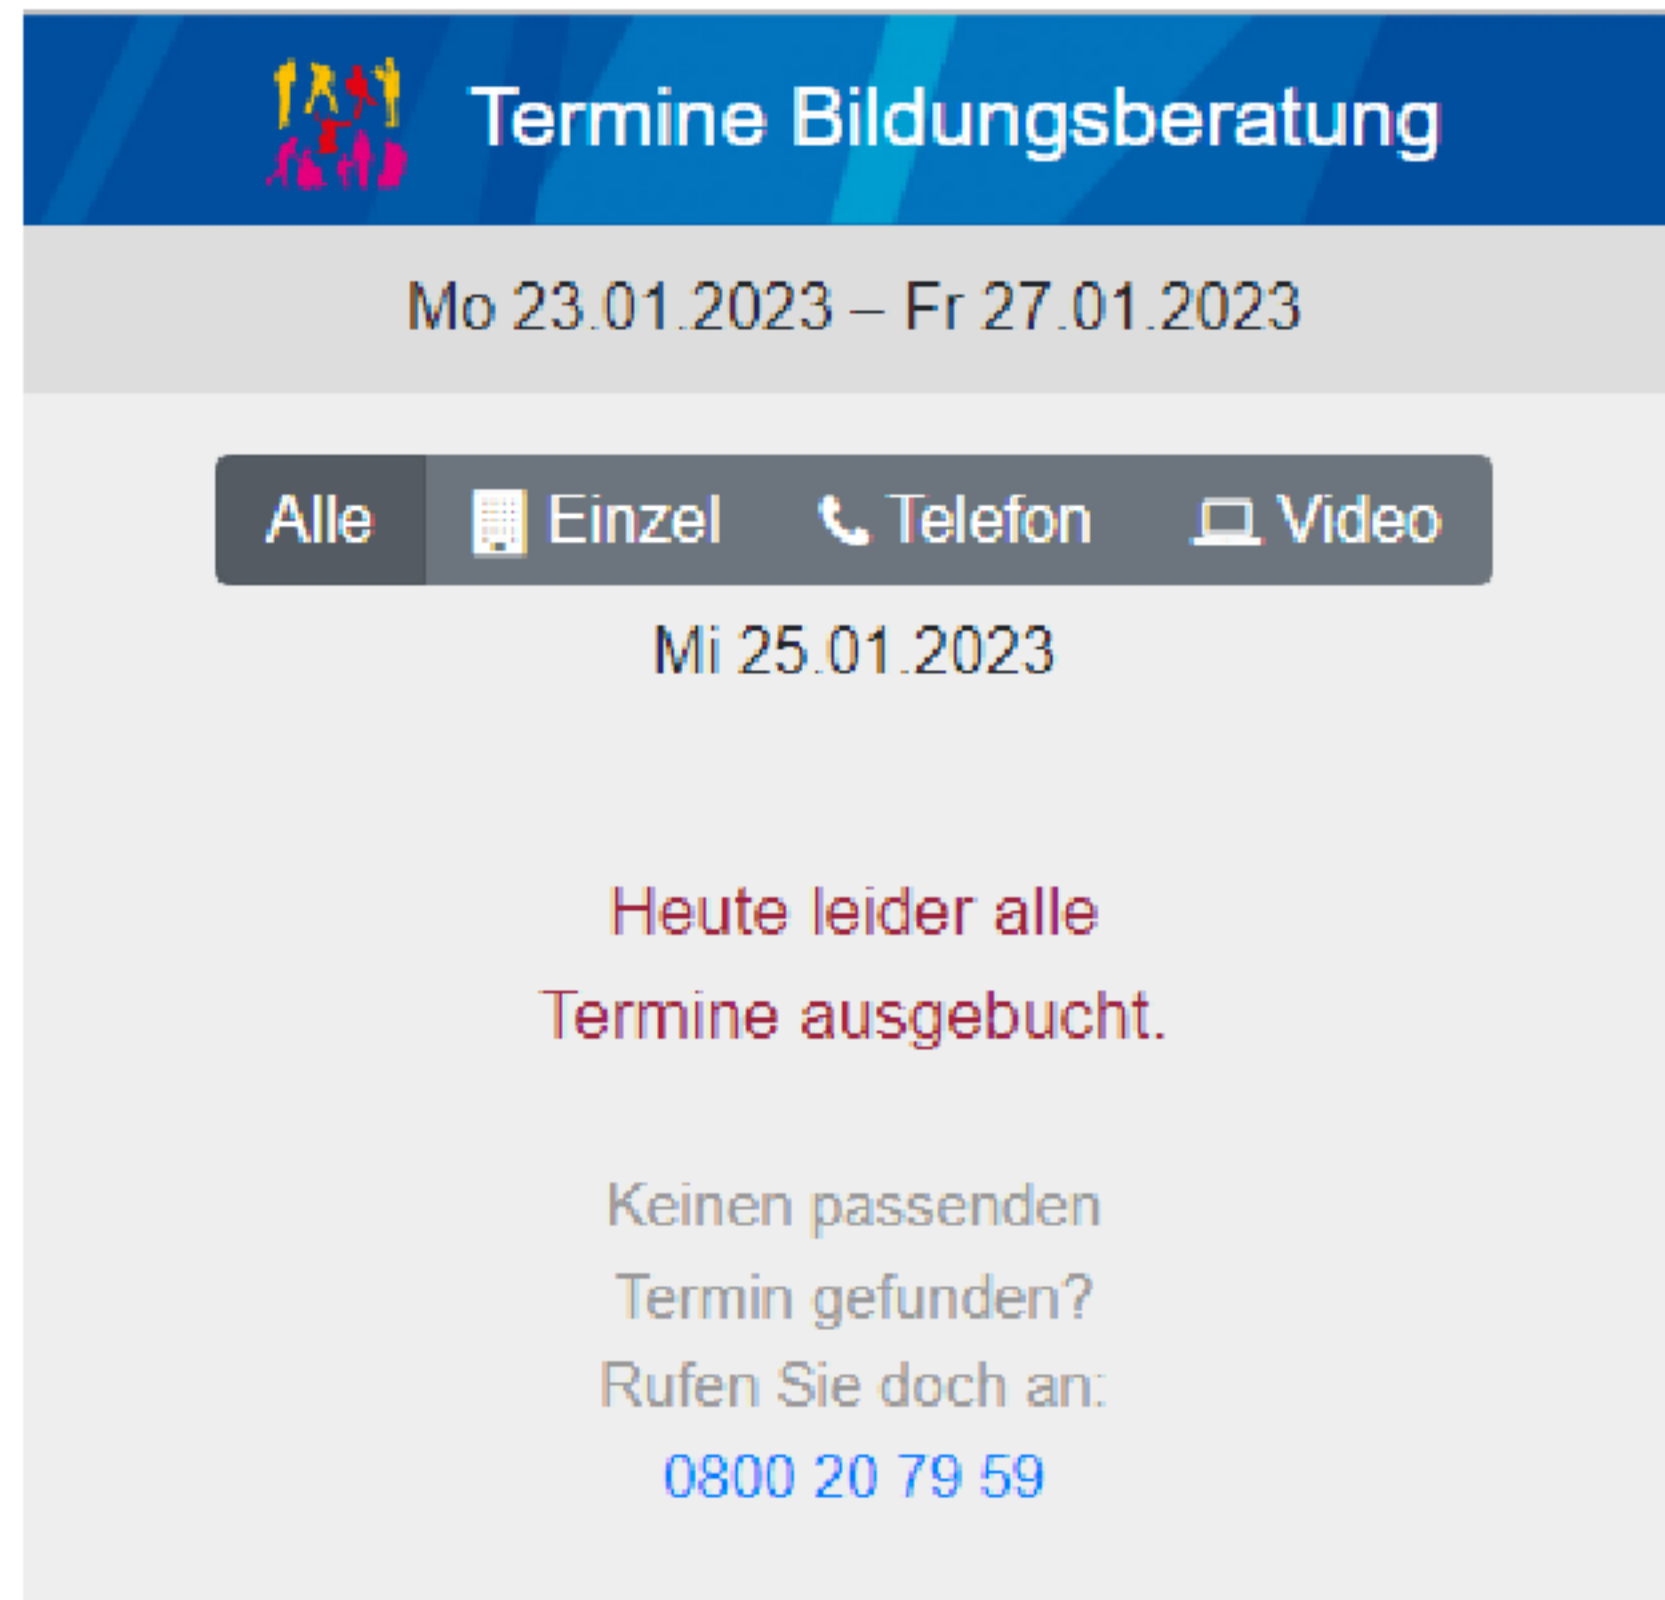 Termine Bildungsberatung
Mo 23.01.2023 – Fr 27.01.2023
Alle Einzel Telefon Video
Mi 25.01.2023
Heute leider alle
Termine ausgebucht.
Keinen passenden
Termin gefunden?
Rufen Sie doch an:
0800 20 79 59